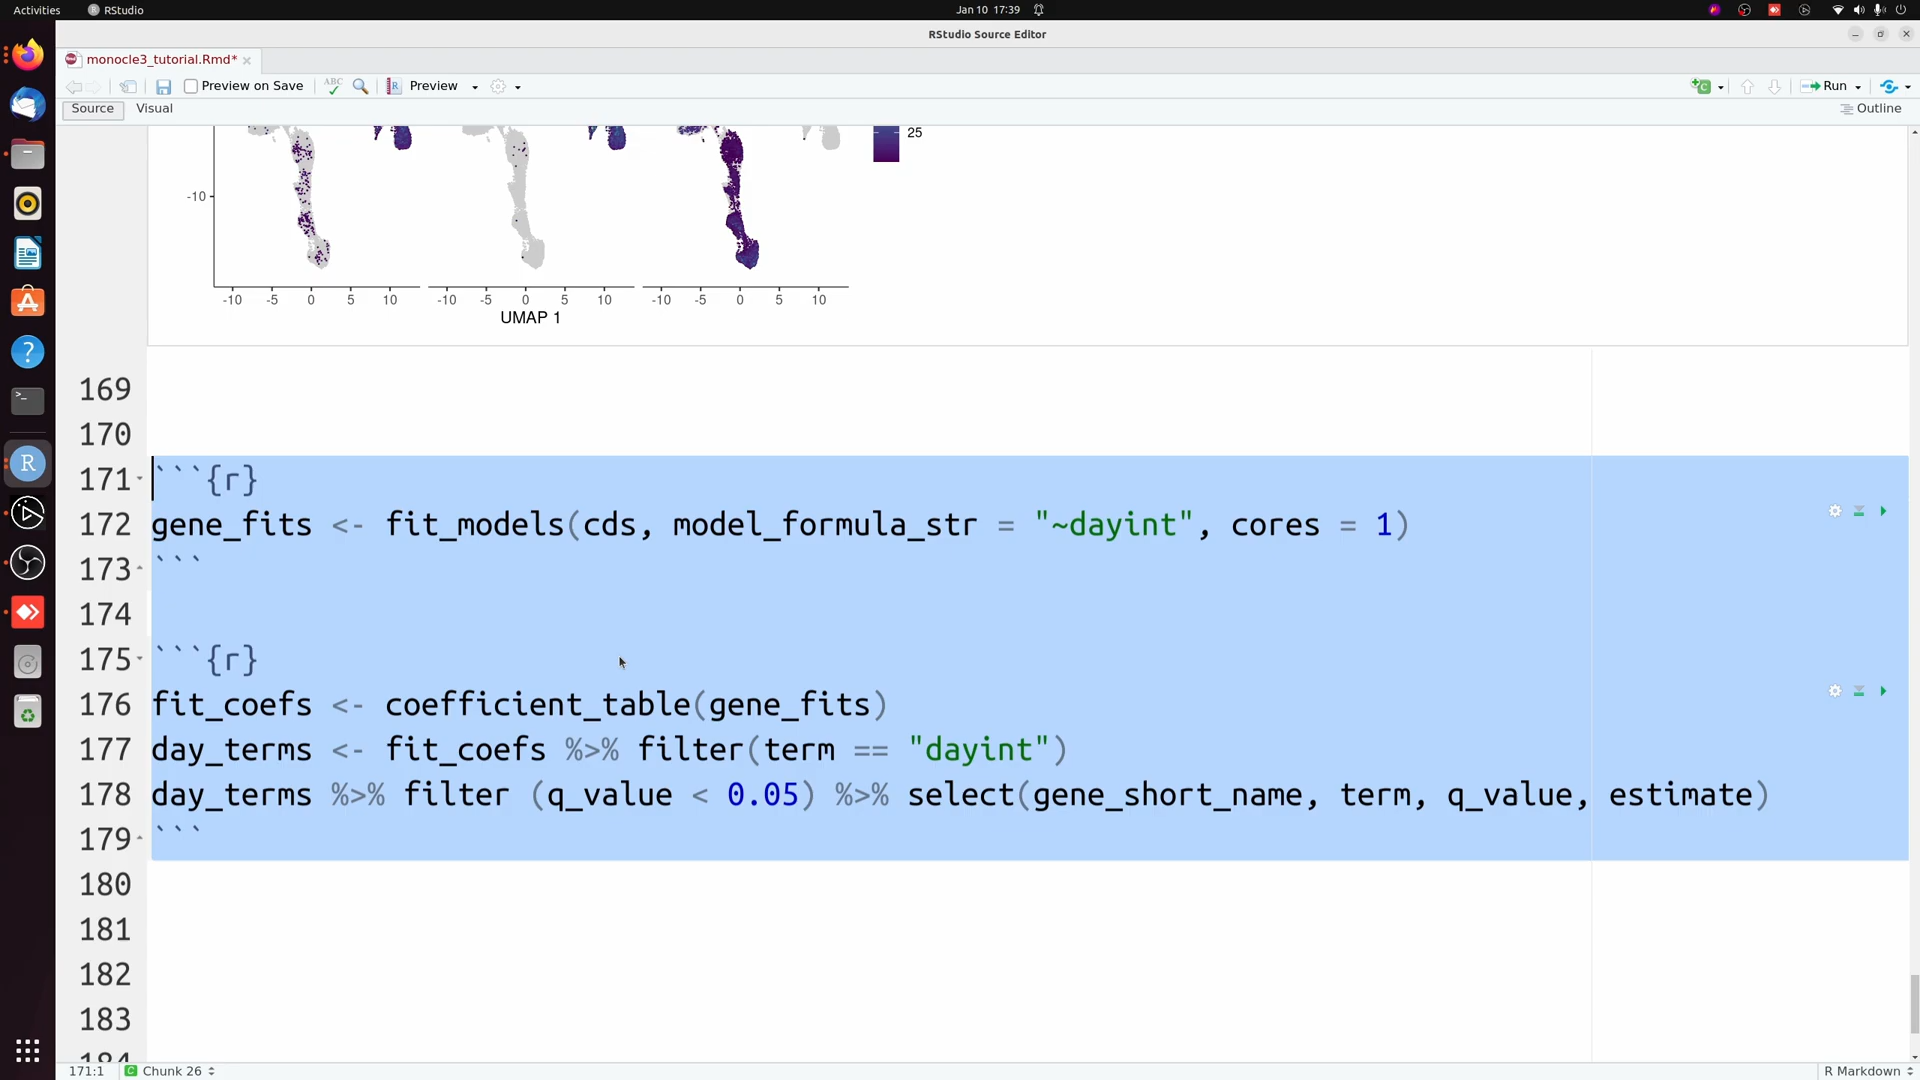 Activities RStudio Jan 10 17:39
RStudio Source Editor
monocle3_tutorial.Rmd*
Preview on Save ABC Preview Run
Source Visual Outline
25
-10
-10 -5 0 5 10 -10 -5 0 5 10 -10 -5 0 5 10
UMAP 1
169
170
171 ```{r}
172 gene_fits <- fit_models(cds, model_formula_str = "~dayint", cores = 1)
173 ```
174
175 ```{r}
176 fit_coefs <- coefficient_table(gene_fits)
177 day_terms <- fit_coefs %>% filter(term == "dayint")
178 day_terms %>% filter (q_value < 0.05) %>% select(gene_short_name, term, q_value, estimate)
179 ```
180
181
182
183
184
171:1 Chunk 26 R Markdown